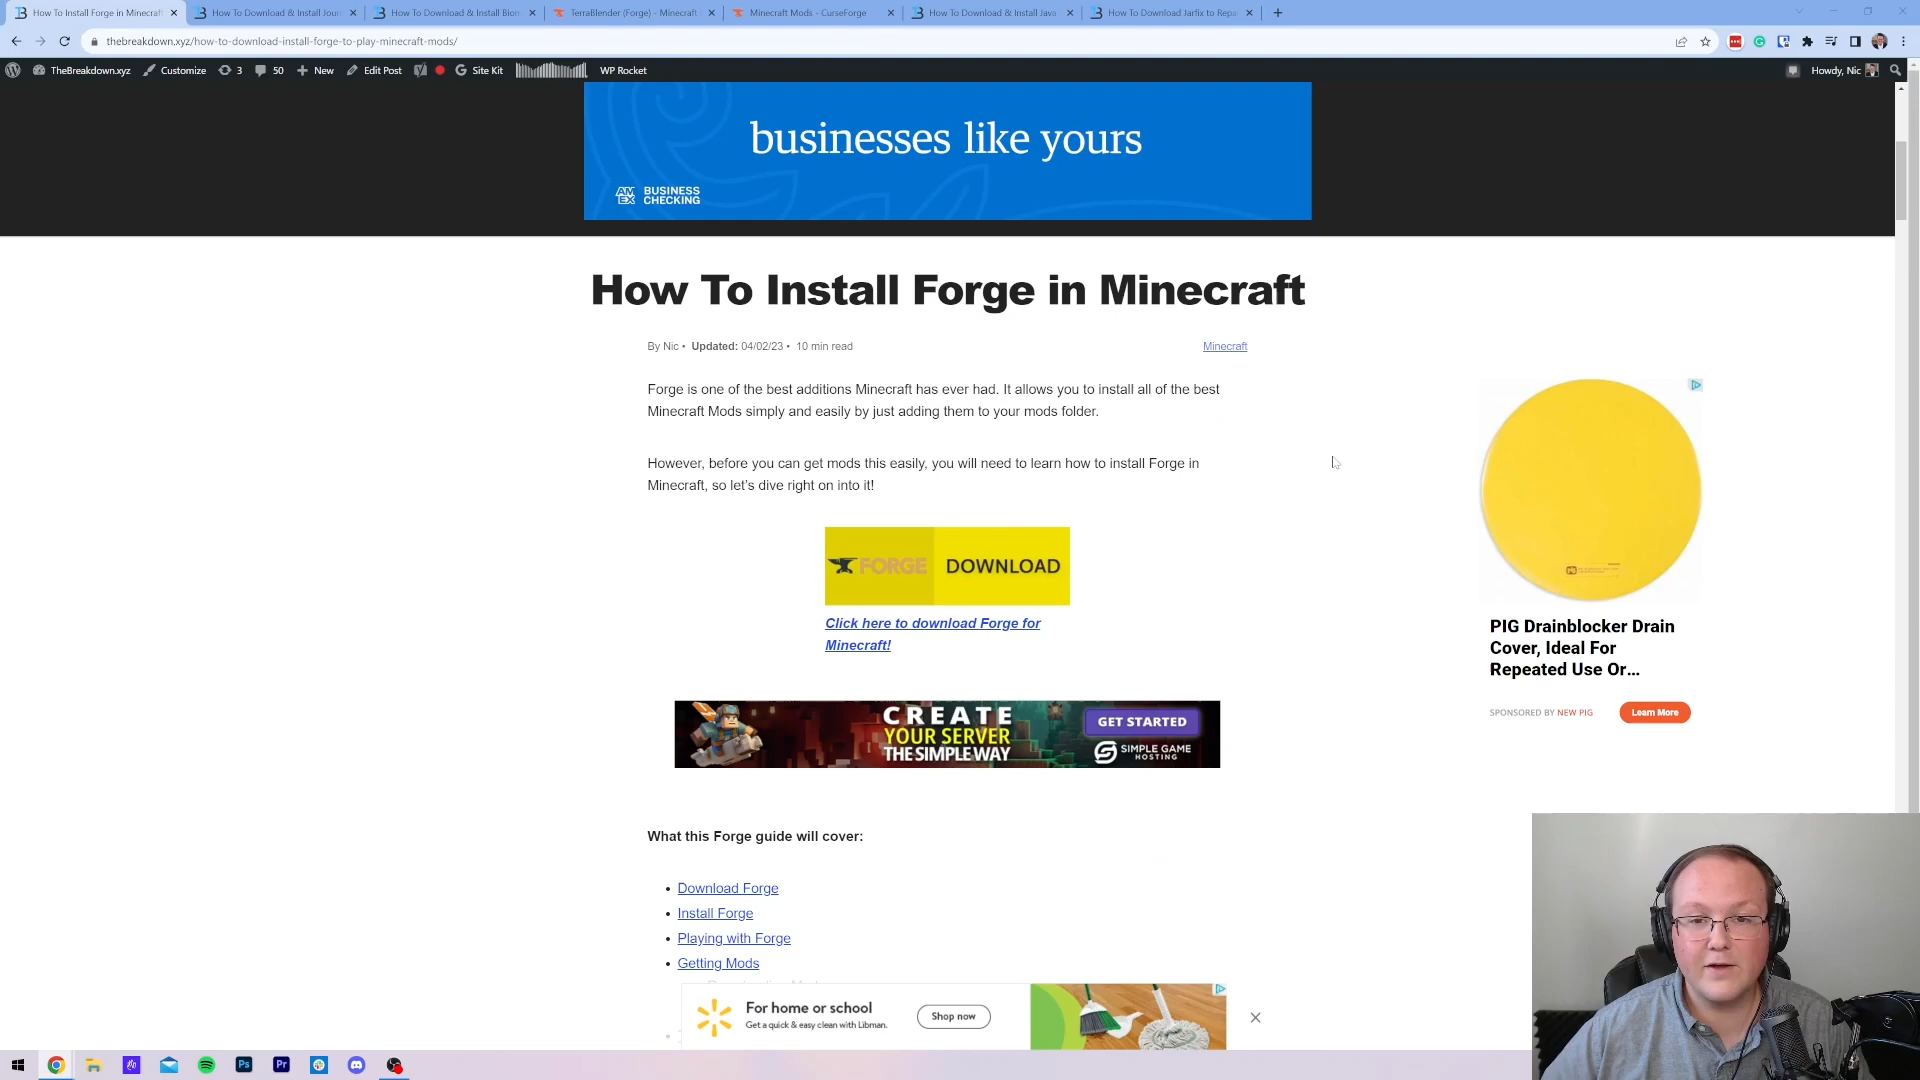 How To Install Forge in Minecraft
How To Download & Install Jour
How To Download & Install Biom
TerraBlender (Forge) - Minecraft
Minecraft Mods - CurseForge
How To Download & Install Java
How To Download Jarfix to Repa
thebreakdown.xyz/how-to-download-install-forge-to-play-minecraft-mods/
TheBreakdown.xyz
Customize
3
50
New
Edit Post
Site Kit
WP Rocket
Howdy, Nic
businesses like yours
AM
EX
BUSINESS
CHECKING
How To Install Forge in Minecraft
By Nic • Updated: 04/02/23 • 10 min read
Minecraft
Forge is one of the best additions Minecraft has ever had. It allows you to install all of the best
Minecraft Mods simply and easily by just adding them to your mods folder.
However, before you can get mods this easily, you will need to learn how to install Forge in
Minecraft, so let's dive right on into it!
FORGE DOWNLOAD
Click here to download Forge for
Minecraft!
PIG Drainblocker Drain
Cover, Ideal For
Repeated Use Or...
SPONSORED BY NEW PIG
Learn More
CREATE
YOUR SERVER
THE SIMPLE WAY
GET STARTED
SIMPLE GAME
HOSTING
What this Forge guide will cover:
• Download Forge
• Install Forge
• Playing with Forge
• Getting Mods
For home or school
Get a quick & easy clean with Libman.
Shop now
Ps
Pr